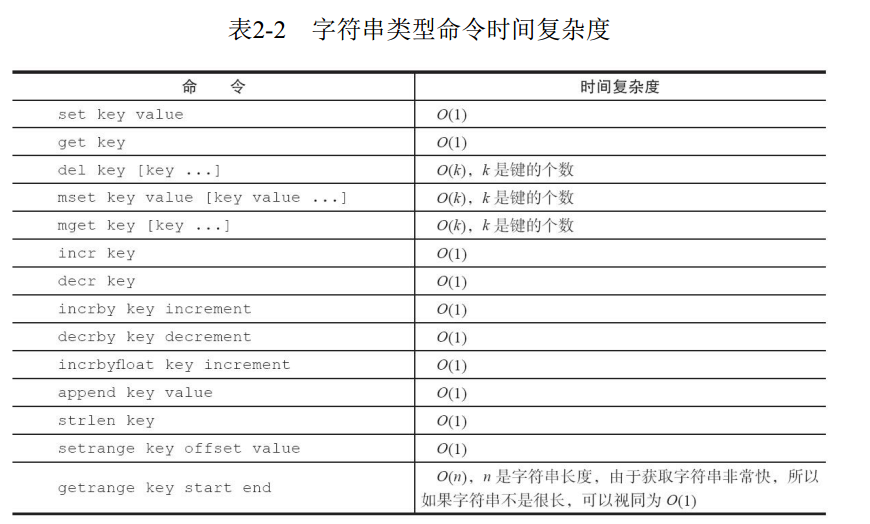 表2-2 字符串类型命令时间复杂度
命 令 时间复杂度
set key value O(1)
get key O(1)
del key [key ...] O(k), k 是键的个数
mset key value [key value ...] O(k), k 是键的个数
mget key [key ...] O(k), k 是键的个数
incr key O(1)
decr key O(1)
incrby key increment O(1)
decrby key decrement O(1)
incrbyfloat key increment O(1)
append key value O(1)
strlen key O(1)
setrange key offset value O(1)
getrange key start end O(n), n 是字符串长度，由于获取字符串非常快，所以
如果字符串不是很长，可以视同为 O(1)